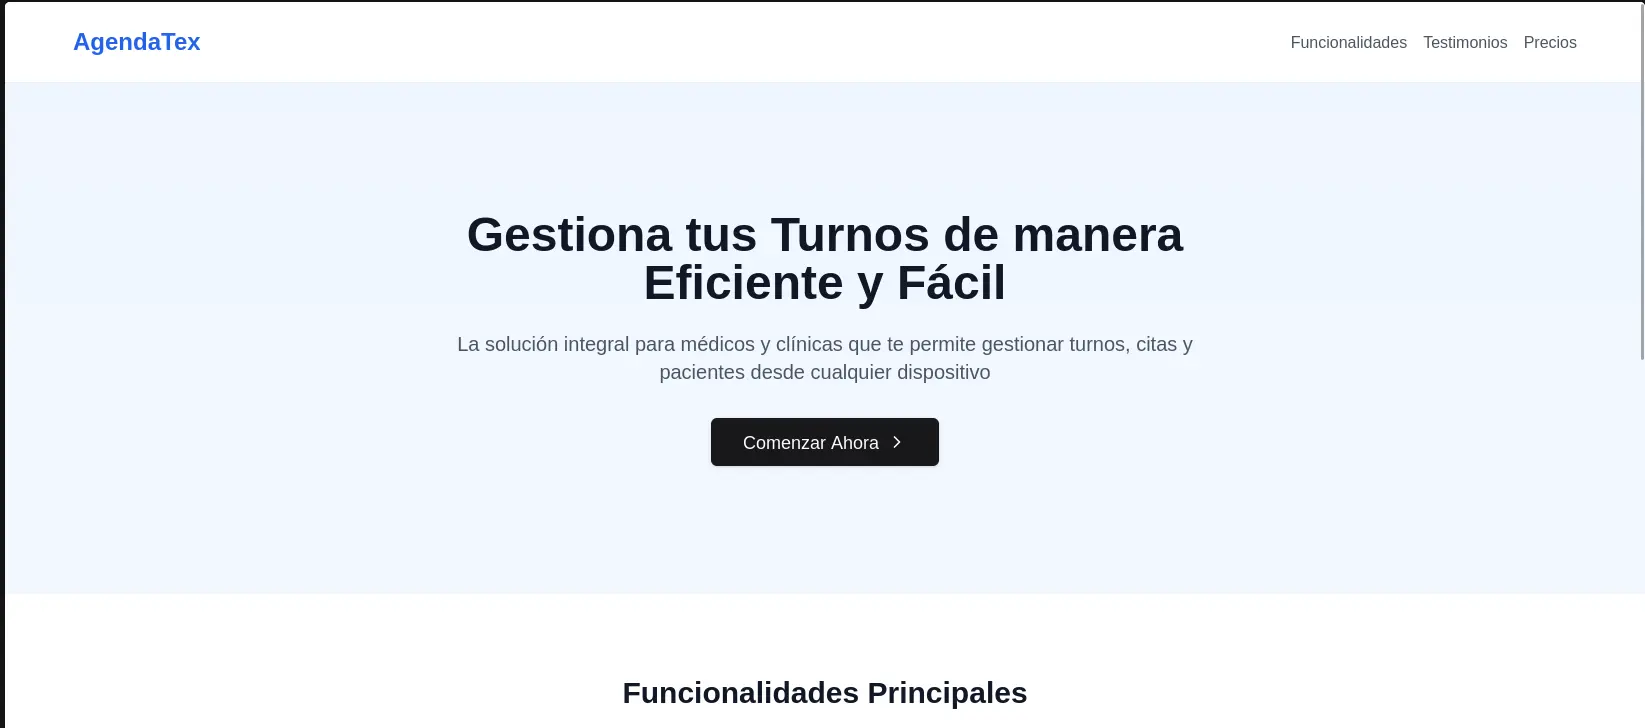 AgendaTex
Funcionalidades Testimonios Precios
Gestiona tus Turnos de manera
Eficiente y Fácil
La solución integral para médicos y clínicas que te permite gestionar turnos, citas y
pacientes desde cualquier dispositivo
Comenzar Ahora
Funcionalidades Principales